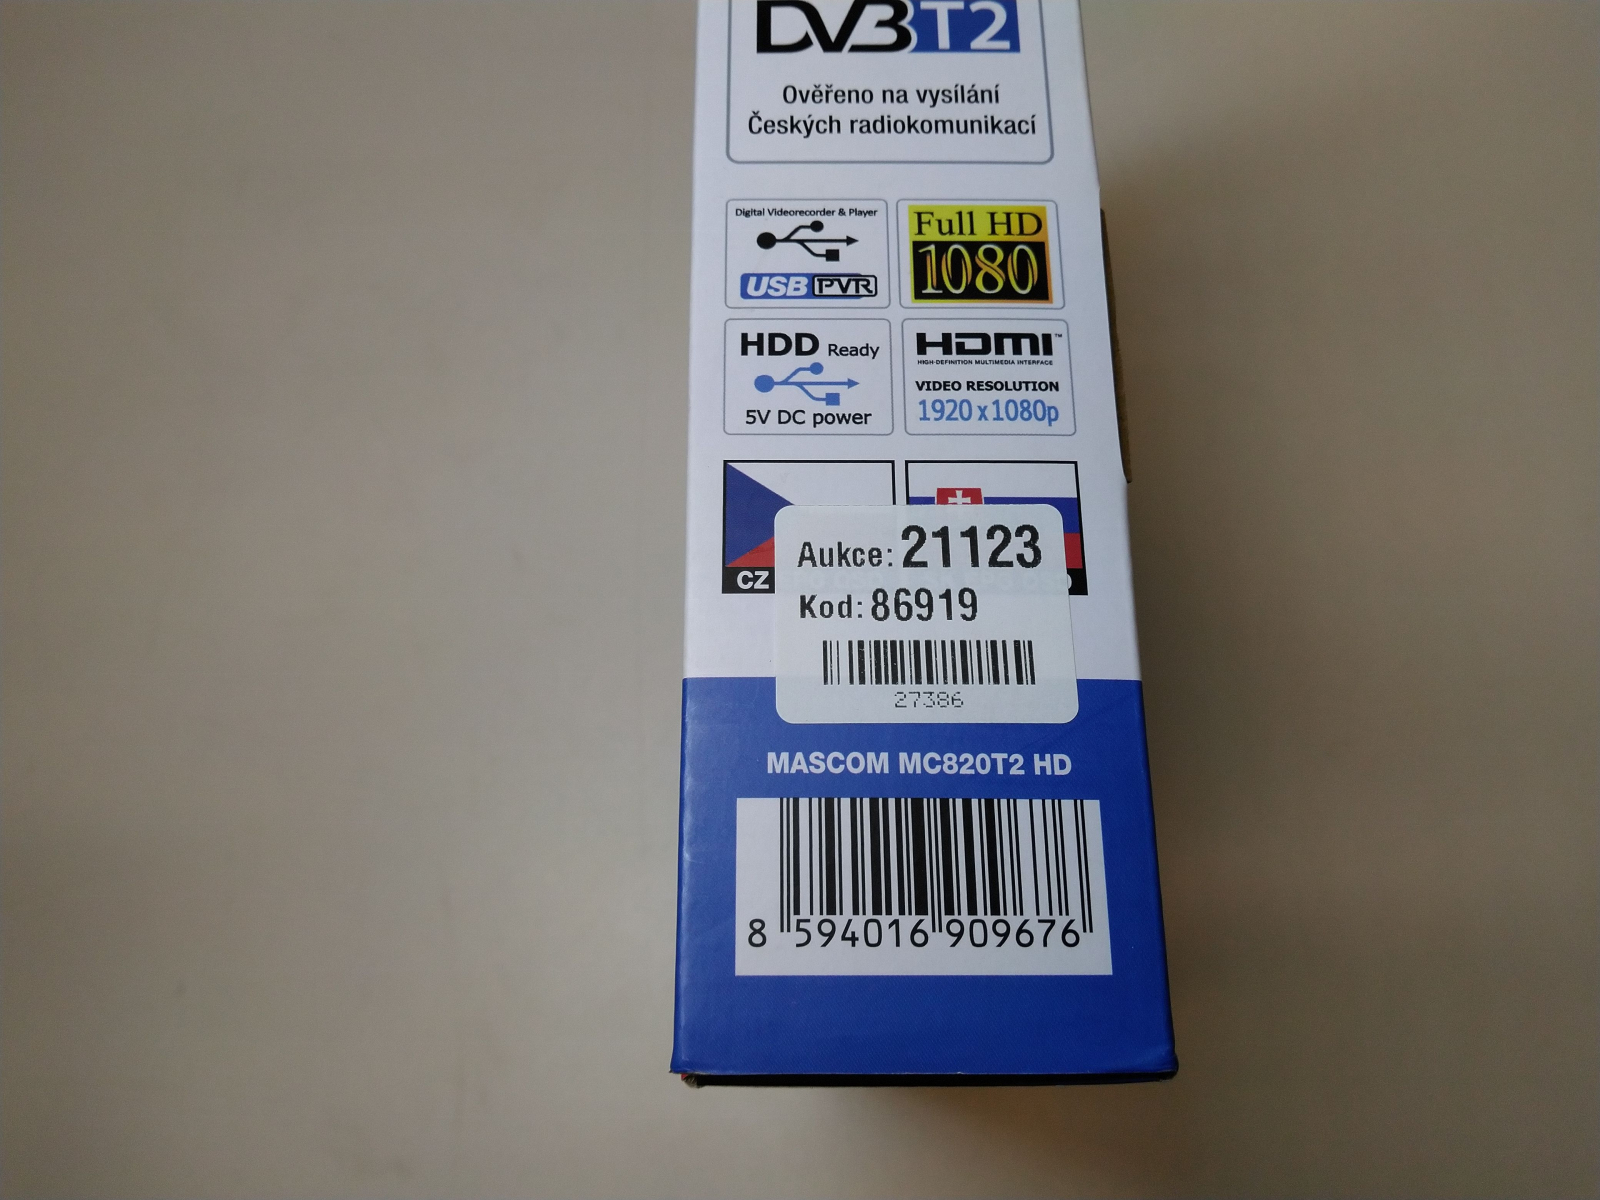 DVB T2
Ověřeno na vysílání
Českých radiokomunikací
Digital Videorecorder & Player
USB PVR
Full HD
1080
HDD Ready
5V DC power
HDMI™
HIGH-DEFINITION MULTIMEDIA INTERFACE
VIDEO RESOLUTION
1920 x 1080p
CZ
Aukce: 21123
Kod: 86919
27386
MASCOM MC820T2 HD
8 594016 909676